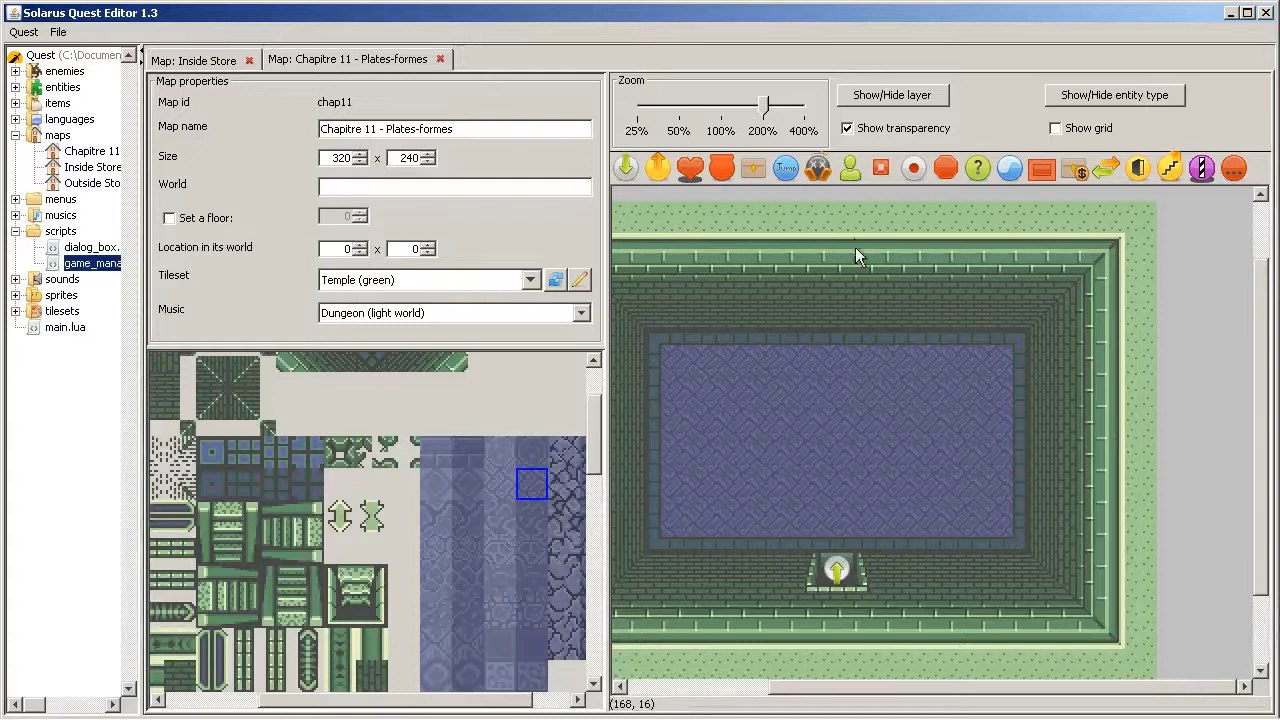 Solarus Quest Editor 1.3
Quest File
Quest (C:\Documen
enemies
entities
items
languages
maps
Chapitre 11
Inside Store
Outside Sto
menus
musics
scripts
dialog_box.
game_mana
sounds
sprites
tilesets
main.lua
Map: Inside Store
Map: Chapitre 11 - Plates-formes
Map properties
Map id chap11
Map name Chapitre 11 - Plates-formes
Size 320 x 240
World
Set a floor: 0
Location in its world 0 x 0
Tileset Temple (green)
Music Dungeon (light world)
Zoom
25% 50% 100% 200% 400%
Show/Hide layer
Show/Hide entity type
Show transparency
Show grid
Jump
?
$
(168, 16)